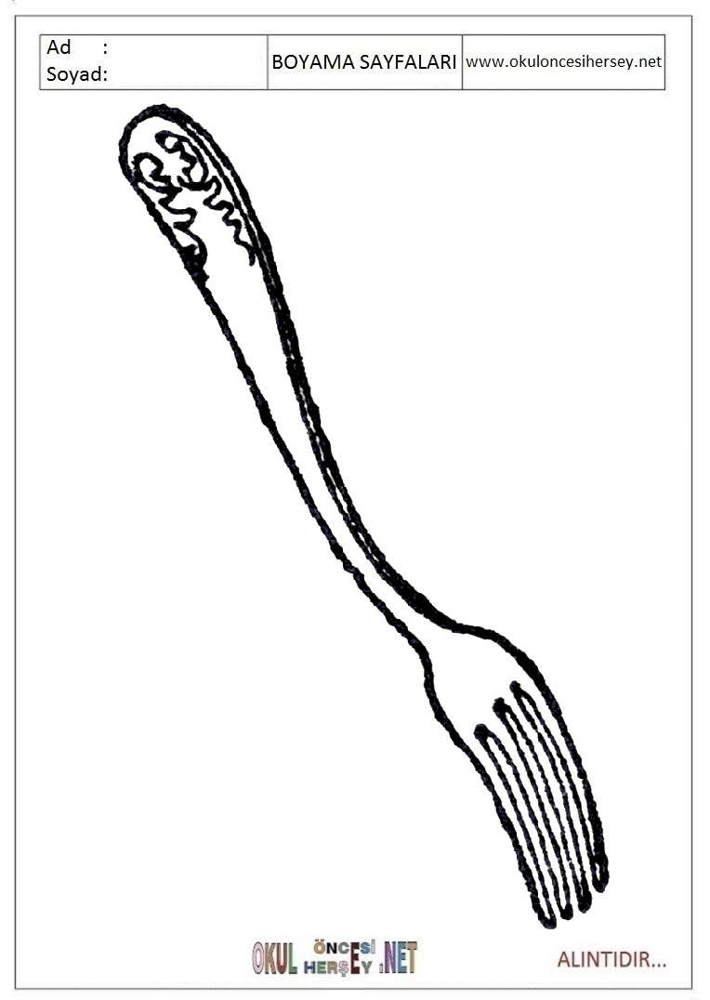 Ad :
Soyad:
BOYAMA SAYFALARI
www.okuloncesihersey.net
OKUL ÖNCESİ HERŞEY .NET
ALINTIDIR...